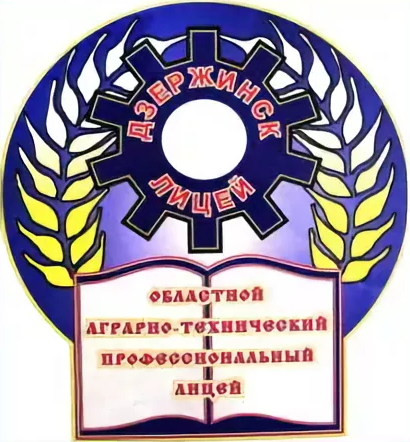 ДЗЕРЖИНСК
ЛИЦЕЙ
ОБЛАСТНОЙ
АГРАРНО-ТЕХНИЧЕСКИЙ
ПРОФЕССИОНАЛЬНЫЙ
ЛИЦЕЙ